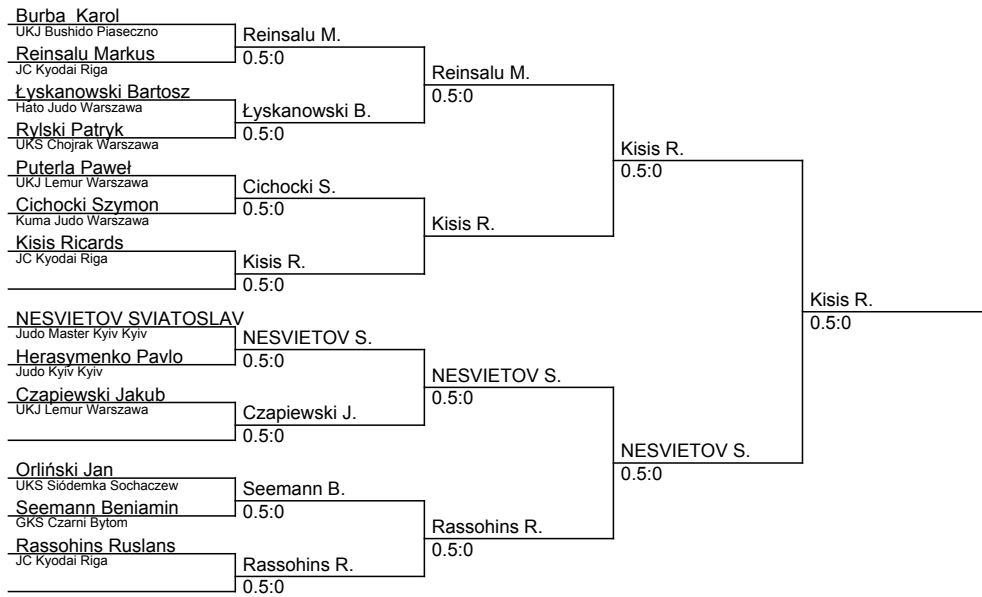 Burba  Karol
UKJ Bushido Piaseczno
Reinsalu Markus
JC Kyodai Riga
Łyskanowski Bartosz
Hato Judo Warszawa
Rylski Patryk
UKS Chojrak Warszawa
Puterla Paweł
UKJ Lemur Warszawa
Cichocki Szymon
Kuma Judo Warszawa
Kisis Ricards
JC Kyodai Riga
NESVIETOV SVIATOSLAV
Judo Master Kyiv Kyiv
Herasymenko Pavlo
Judo Kyiv Kyiv
Czapiewski Jakub
UKJ Lemur Warszawa
Orliński Jan
UKS Siódemka Sochaczew
Seemann Beniamin
GKS Czarni Bytom
Rassohins Ruslans
JC Kyodai Riga
Reinsalu M.
0.5:0
Łyskanowski B.
0.5:0
Cichocki S.
0.5:0
Kisis R.
0.5:0
NESVIETOV S.
0.5:0
Czapiewski J.
0.5:0
Seemann B.
0.5:0
Rassohins R.
0.5:0
Reinsalu M.
0.5:0
Kisis R.
NESVIETOV S.
0.5:0
Rassohins R.
0.5:0
Kisis R.
0.5:0
NESVIETOV S.
0.5:0
Kisis R.
0.5:0